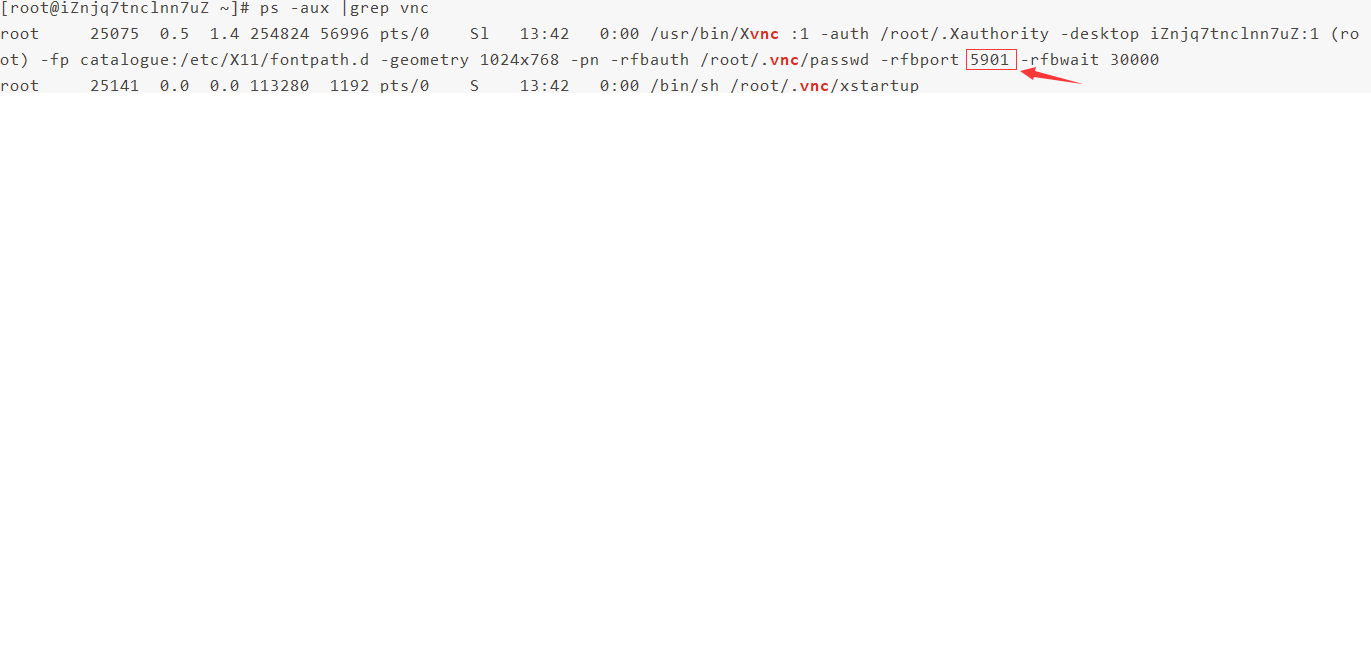 [root@iZnjq7tnclnn7uZ ~]# ps -aux |grep vnc
root     25075  0.5  1.4 254824 56996 pts/0    Sl   13:42   0:00 /usr/bin/Xvnc :1 -auth /root/.Xauthority -desktop iZnjq7tnclnn7uZ:1 (ro
ot) -fp catalogue:/etc/X11/fontpath.d -geometry 1024x768 -pn -rfbauth /root/.vnc/passwd -rfbport 5901 -rfbwait 30000
root     25141  0.0  0.0 113280  1192 pts/0    S    13:42   0:00 /bin/sh /root/.vnc/xstartup